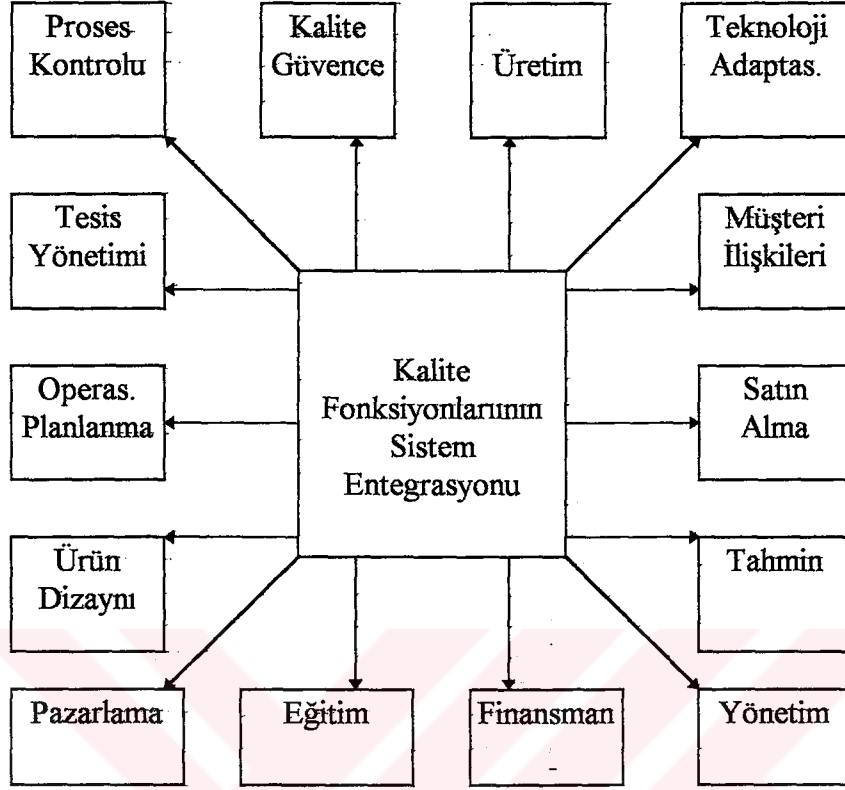 Proses
Kontrolu
Kalite
Güvence
Üretim
Teknoloji
Adaptas.
Tesis
Yönetimi
Müşteri
İlişkileri
Kalite
Fonksiyonlarının
Sistem
Entegrasyonu
Operas.
Planlanma
Satın
Alma
Ürün
Dizaynı
Tahmin
Pazarlama
Eğitim
Finansman
Yönetim